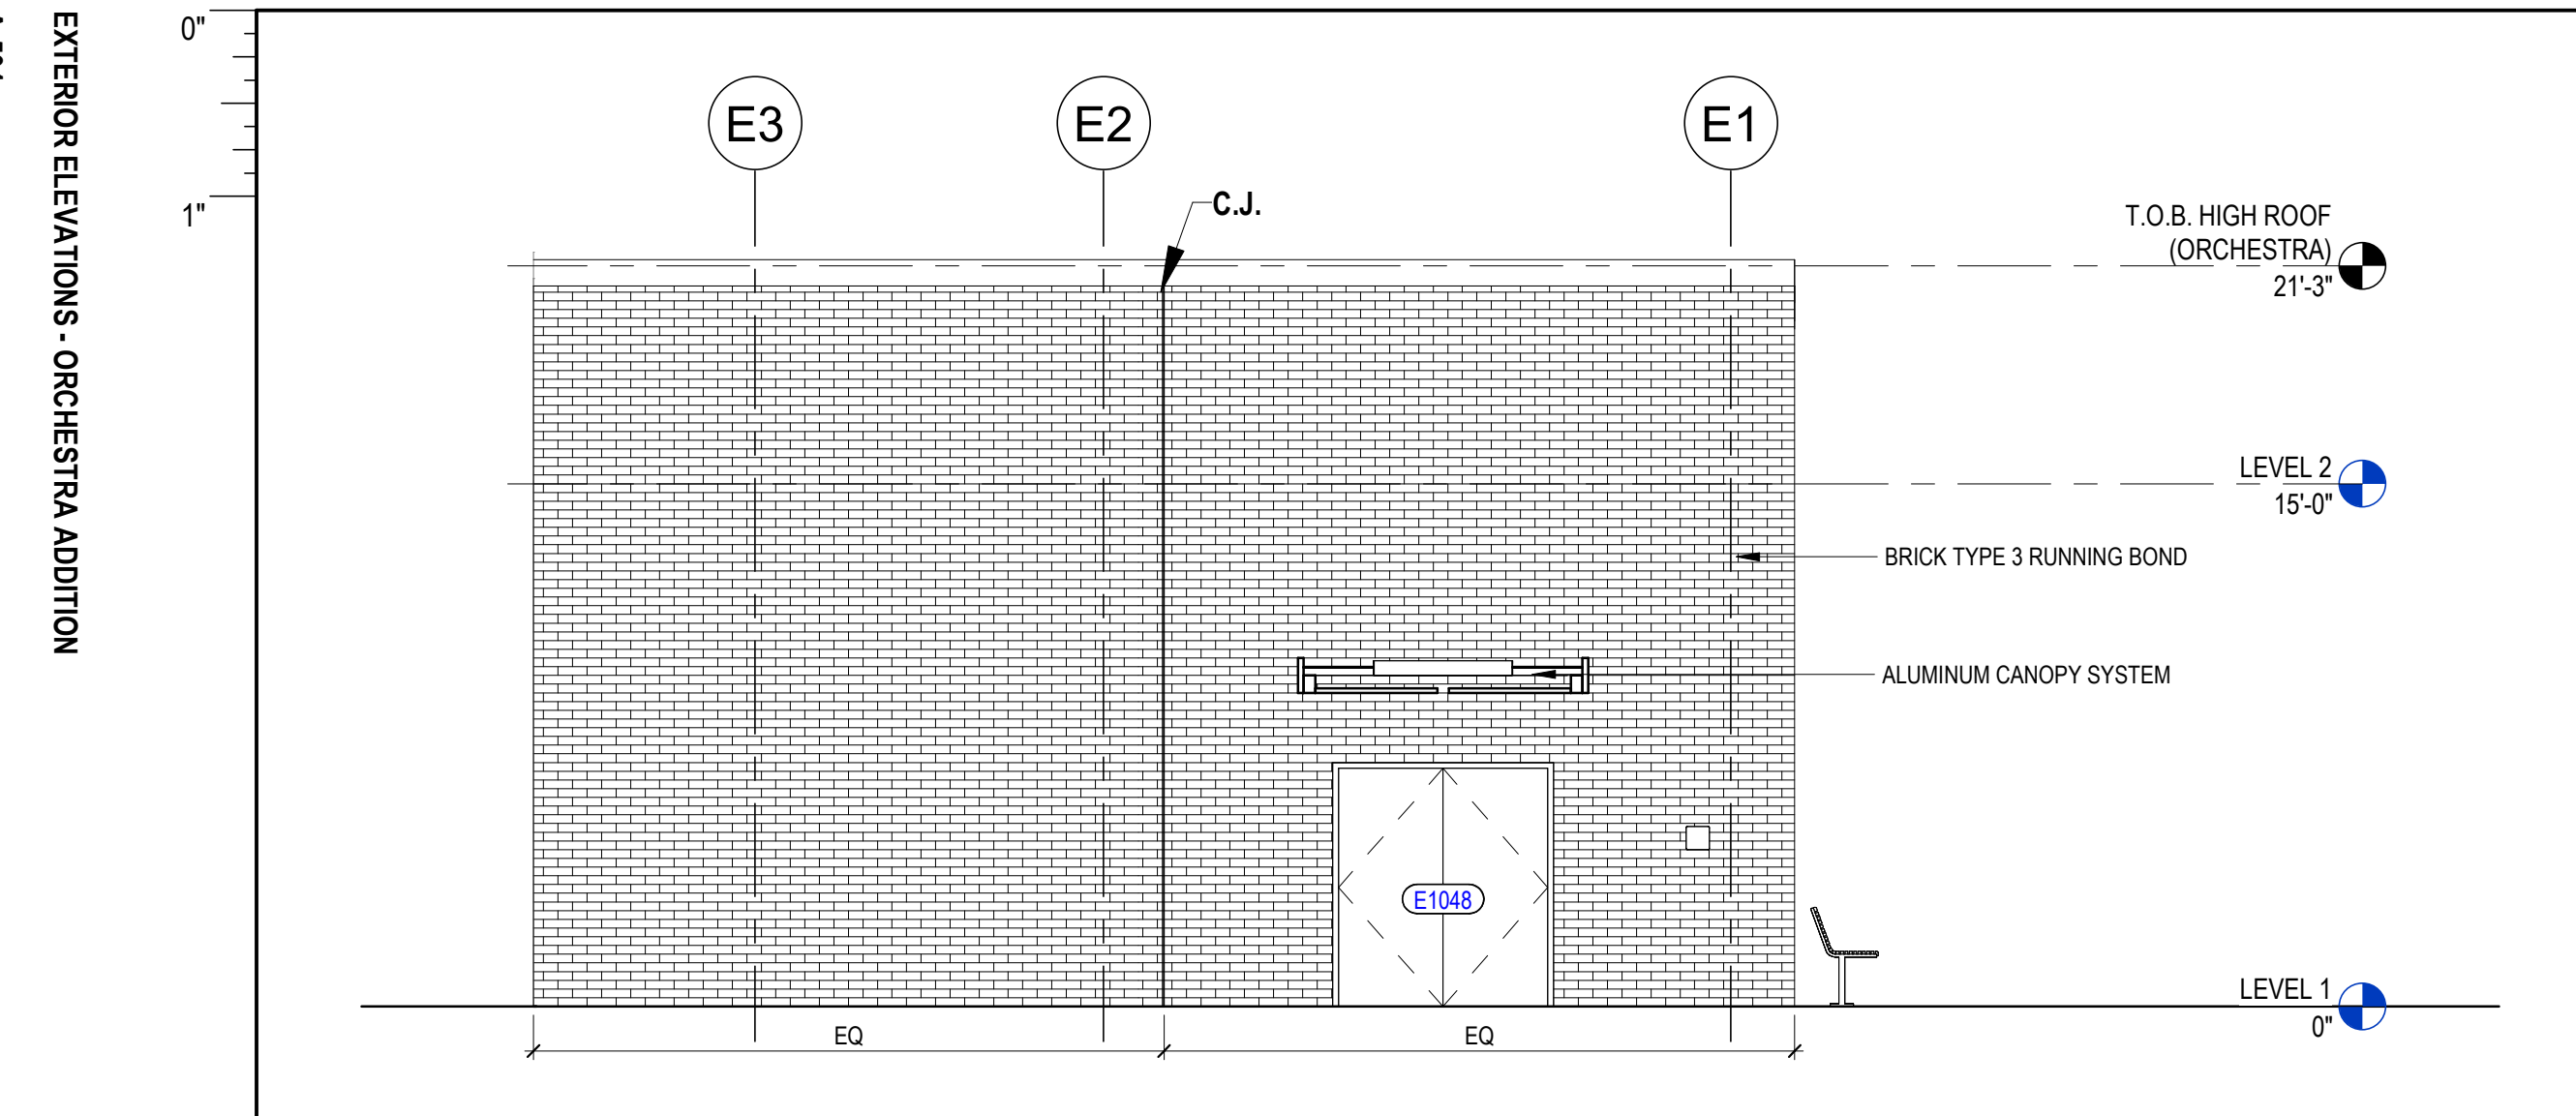 0"
1"
EXTERIOR ELEVATIONS - ORCHESTRA ADDITION
E3
E2
E1
C.J.
T.O.B. HIGH ROOF
(ORCHESTRA)
21'-3"
LEVEL 2
15'-0"
BRICK TYPE 3 RUNNING BOND
ALUMINUM CANOPY SYSTEM
E1048
LEVEL 1
0"
EQ
EQ